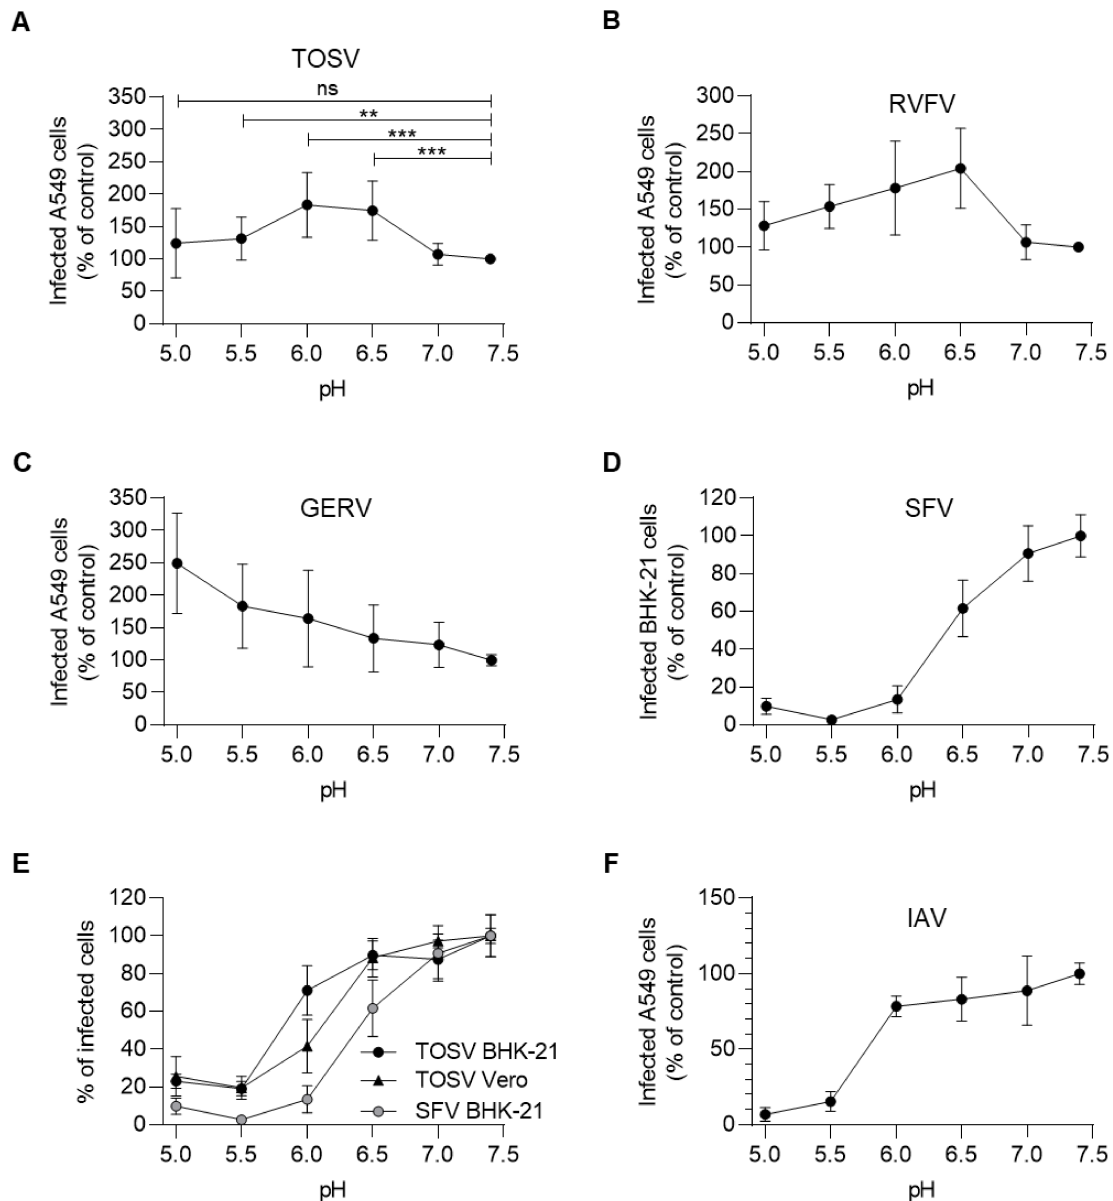 A
TOSV
ns
**
***
***
Infected A549 cells
(% of control)
350
300
250
200
150
100
50
0
5.0 5.5 6.0 6.5 7.0 7.5
pH
B
RVFV
Infected A549 cells
(% of control)
300
250
200
150
100
50
0
5.0 5.5 6.0 6.5 7.0 7.5
pH
C
GERV
Infected A549 cells
(% of control)
350
300
250
200
150
100
50
0
5.0 5.5 6.0 6.5 7.0 7.5
pH
D
SFV
Infected BHK-21 cells
(% of control)
120
100
80
60
40
20
0
5.0 5.5 6.0 6.5 7.0 7.5
pH
E
% of infected cells
120
100
80
60
40
20
0
TOSV BHK-21
TOSV Vero
SFV BHK-21
5.0 5.5 6.0 6.5 7.0 7.5
pH
F
IAV
Infected A549 cells
(% of control)
150
100
50
0
5.0 5.5 6.0 6.5 7.0 7.5
pH